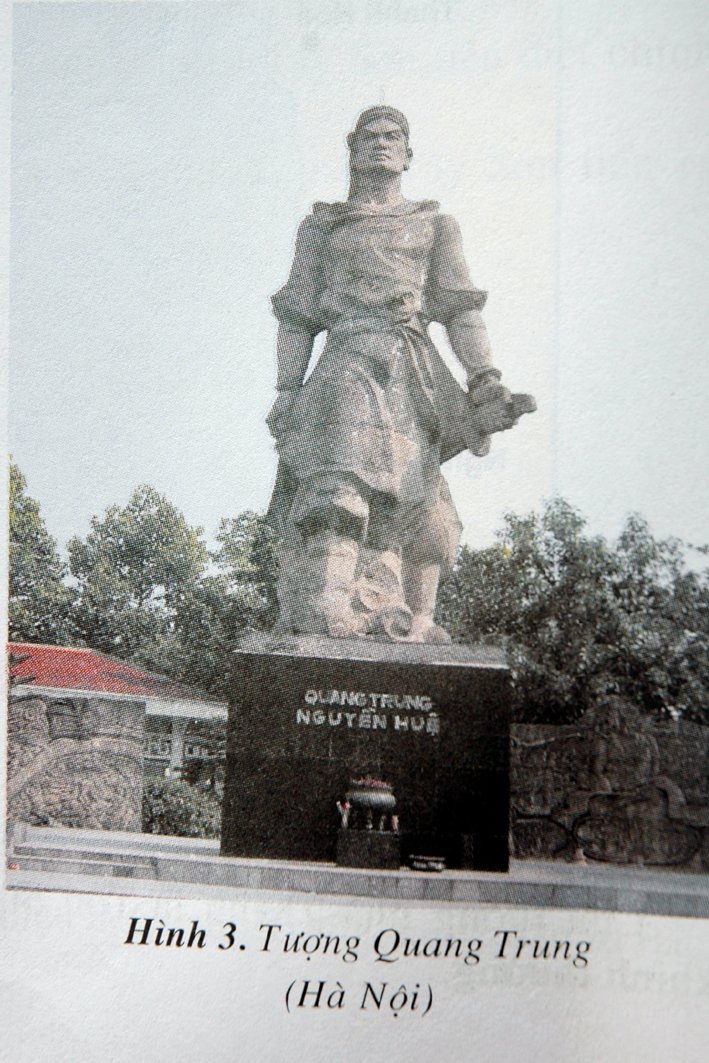 QUANG TRUNG
NGUYỄN HUỆ
Hình 3. Tượng Quang Trung
(Hà Nội)